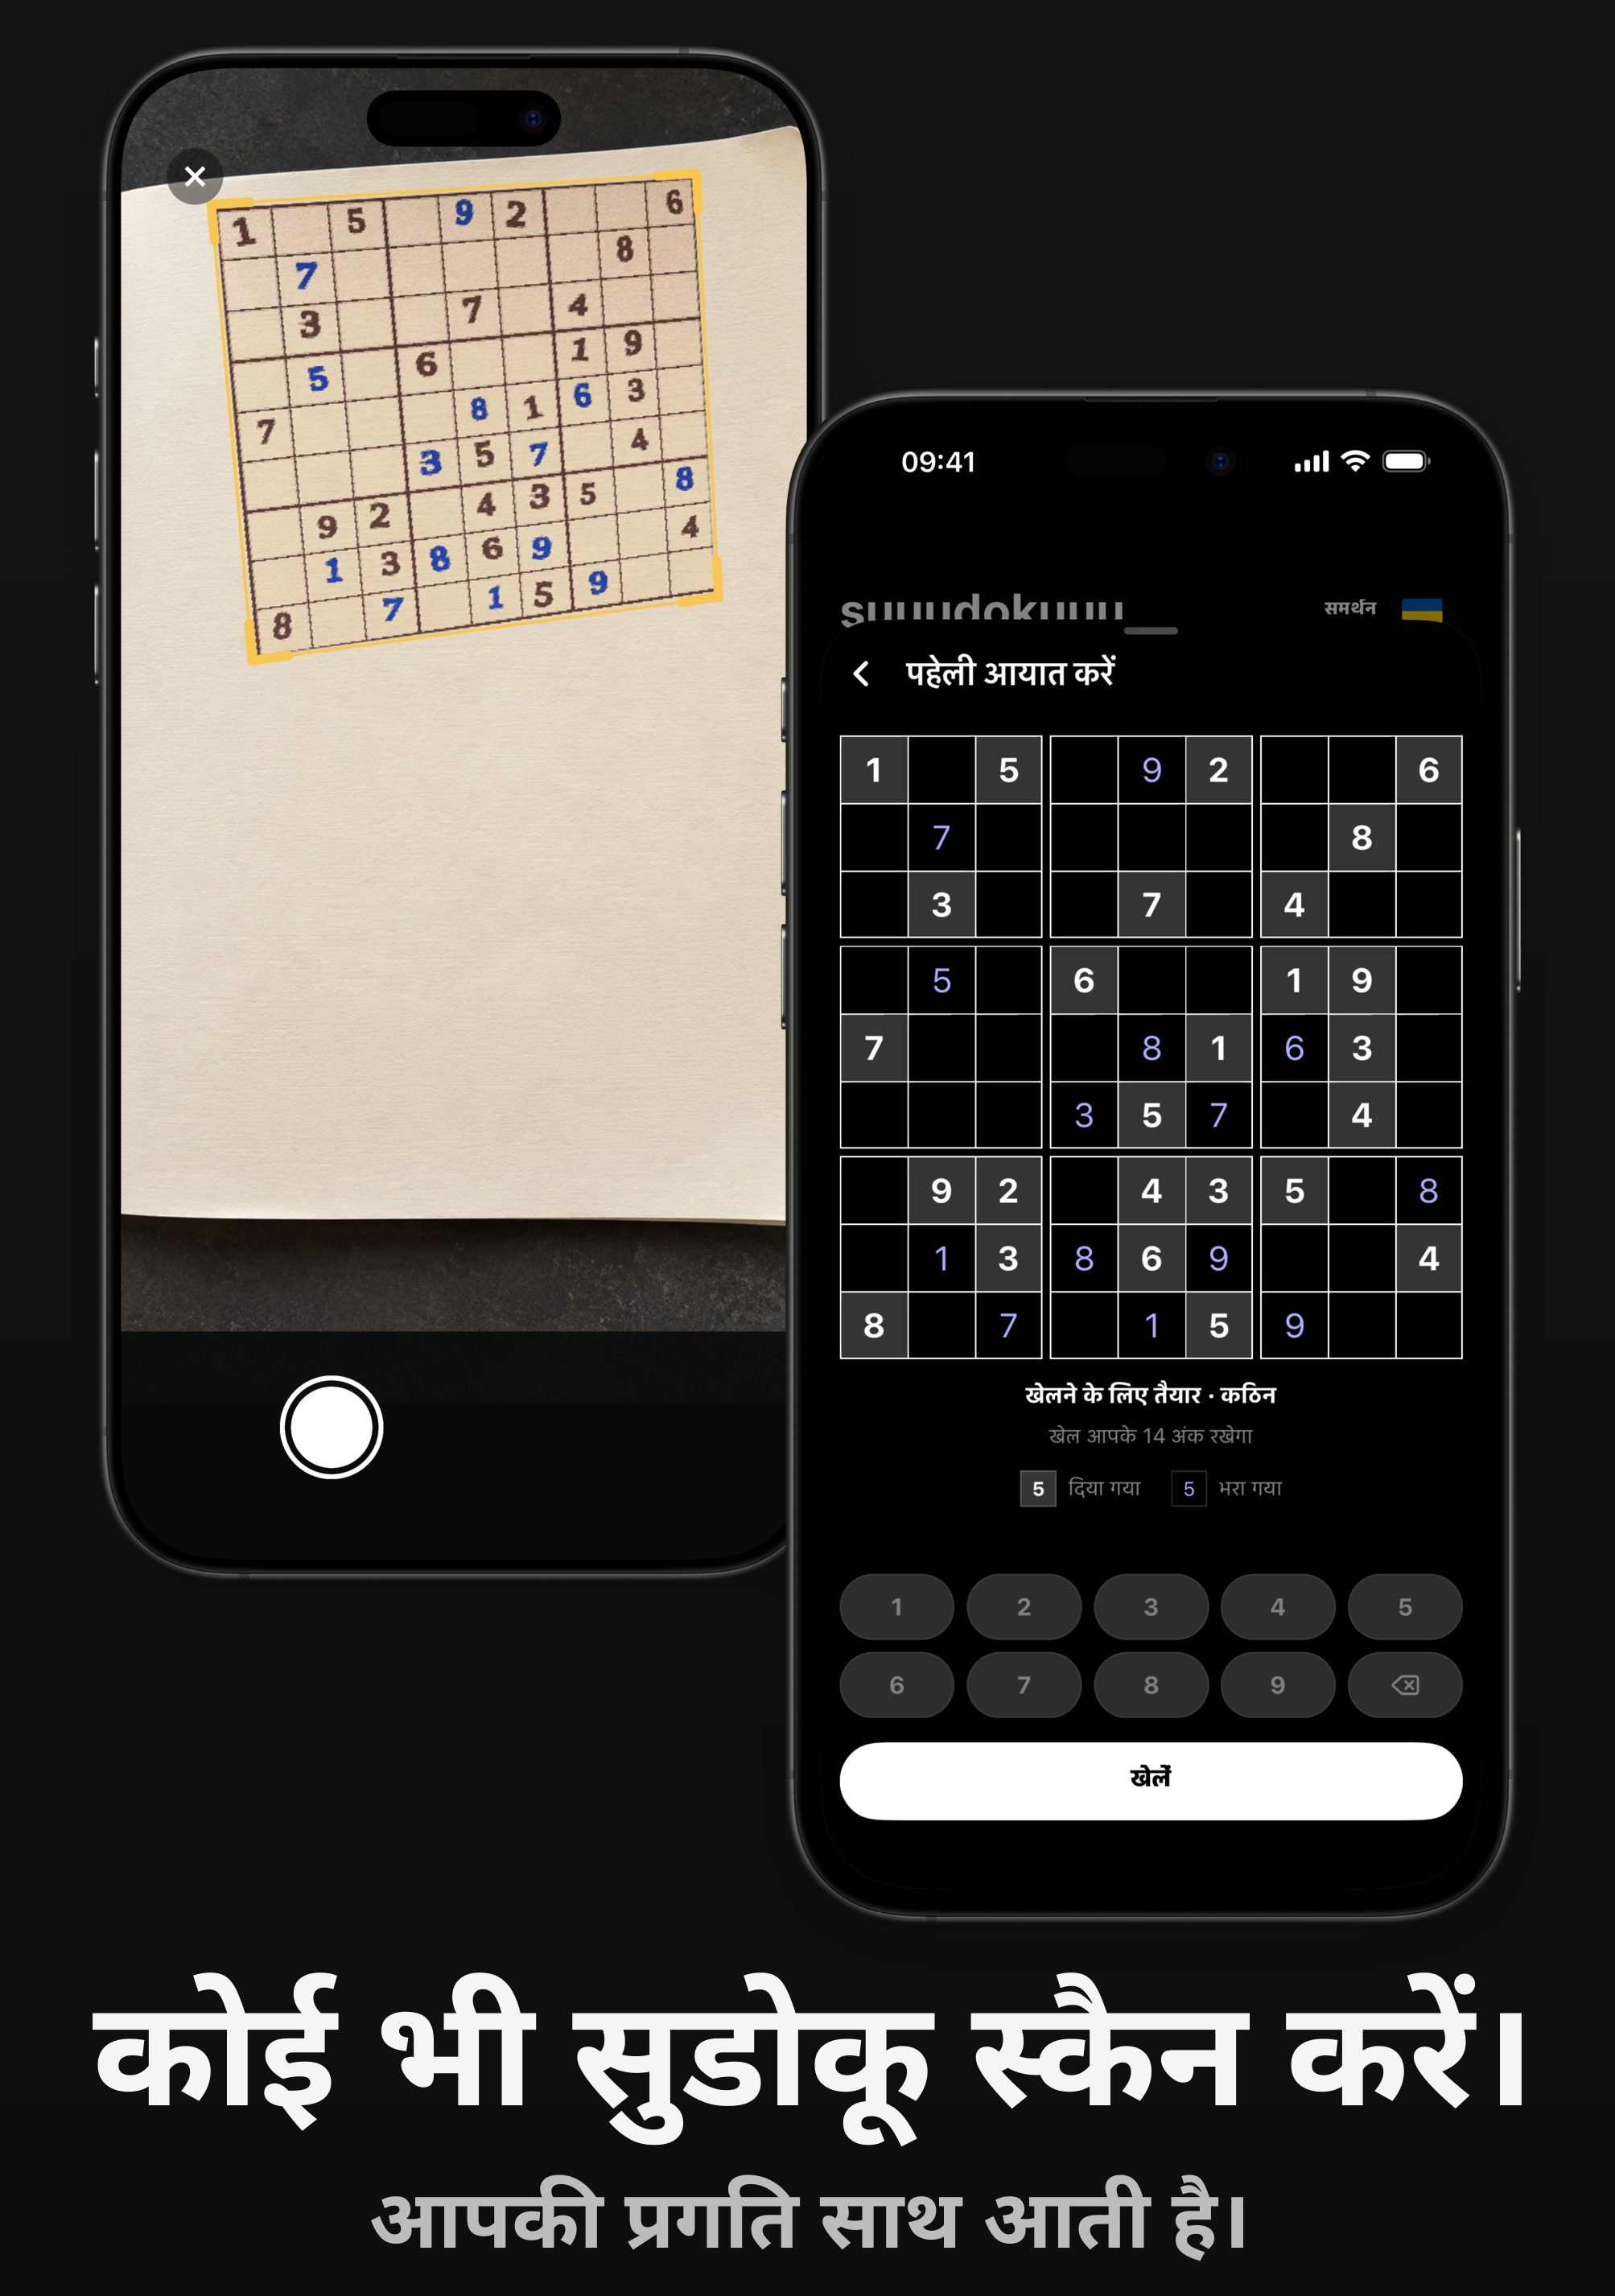 1 5 9 2 6
7 8
3 7 4
5 6 1 9
7 8 1 6 3
3 5 7 4
9 2 4 3 5 8
1 3 8 6 9 4
8 7 1 5 9
09:41
suuudokuuu
समर्थन
पहेली आयात करें
1 5 9 2 6
7 8
3 7 4
5 6 1 9
7 8 1 6 3
3 5 7 4
9 2 4 3 5 8
1 3 8 6 9 4
8 7 1 5 9
खेलने के लिए तैयार · कठिन
खेल आपके 14 अंक रखेगा
5 दिया गया 5 भरा गया
1 2 3 4 5
6 7 8 9
खेलें
कोई भी सुडोकू स्कैन करें।
आपकी प्रगति साथ आती है।